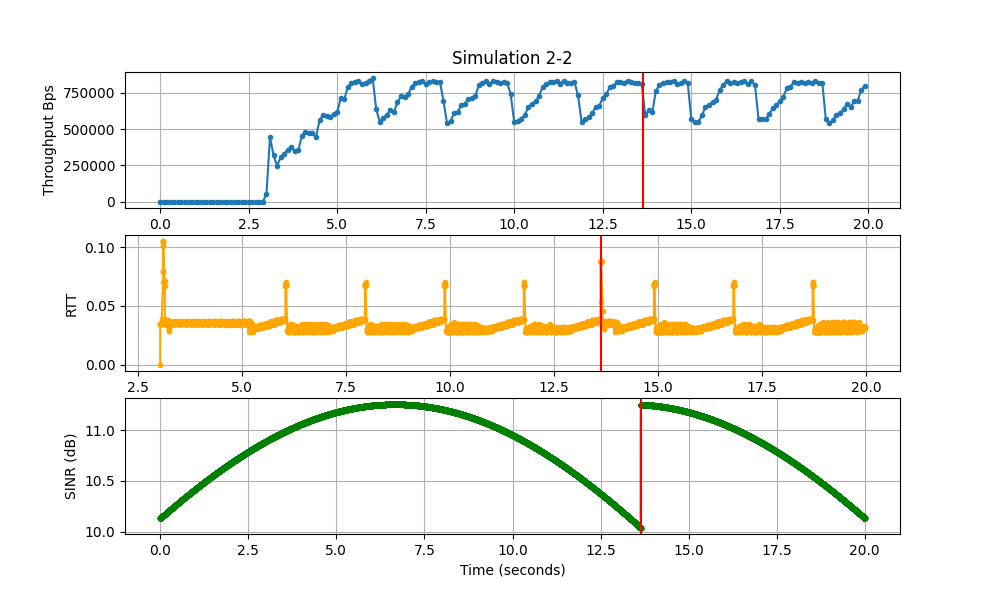 Simulation 2-2
Throughput Bps
750000
500000
250000
0
0.0 2.5 5.0 7.5 10.0 12.5 15.0 17.5 20.0
RTT
0.10
0.05
0.00
2.5 5.0 7.5 10.0 12.5 15.0 17.5 20.0
SINR (dB)
11.0
10.5
10.0
0.0 2.5 5.0 7.5 10.0 12.5 15.0 17.5 20.0
Time (seconds)